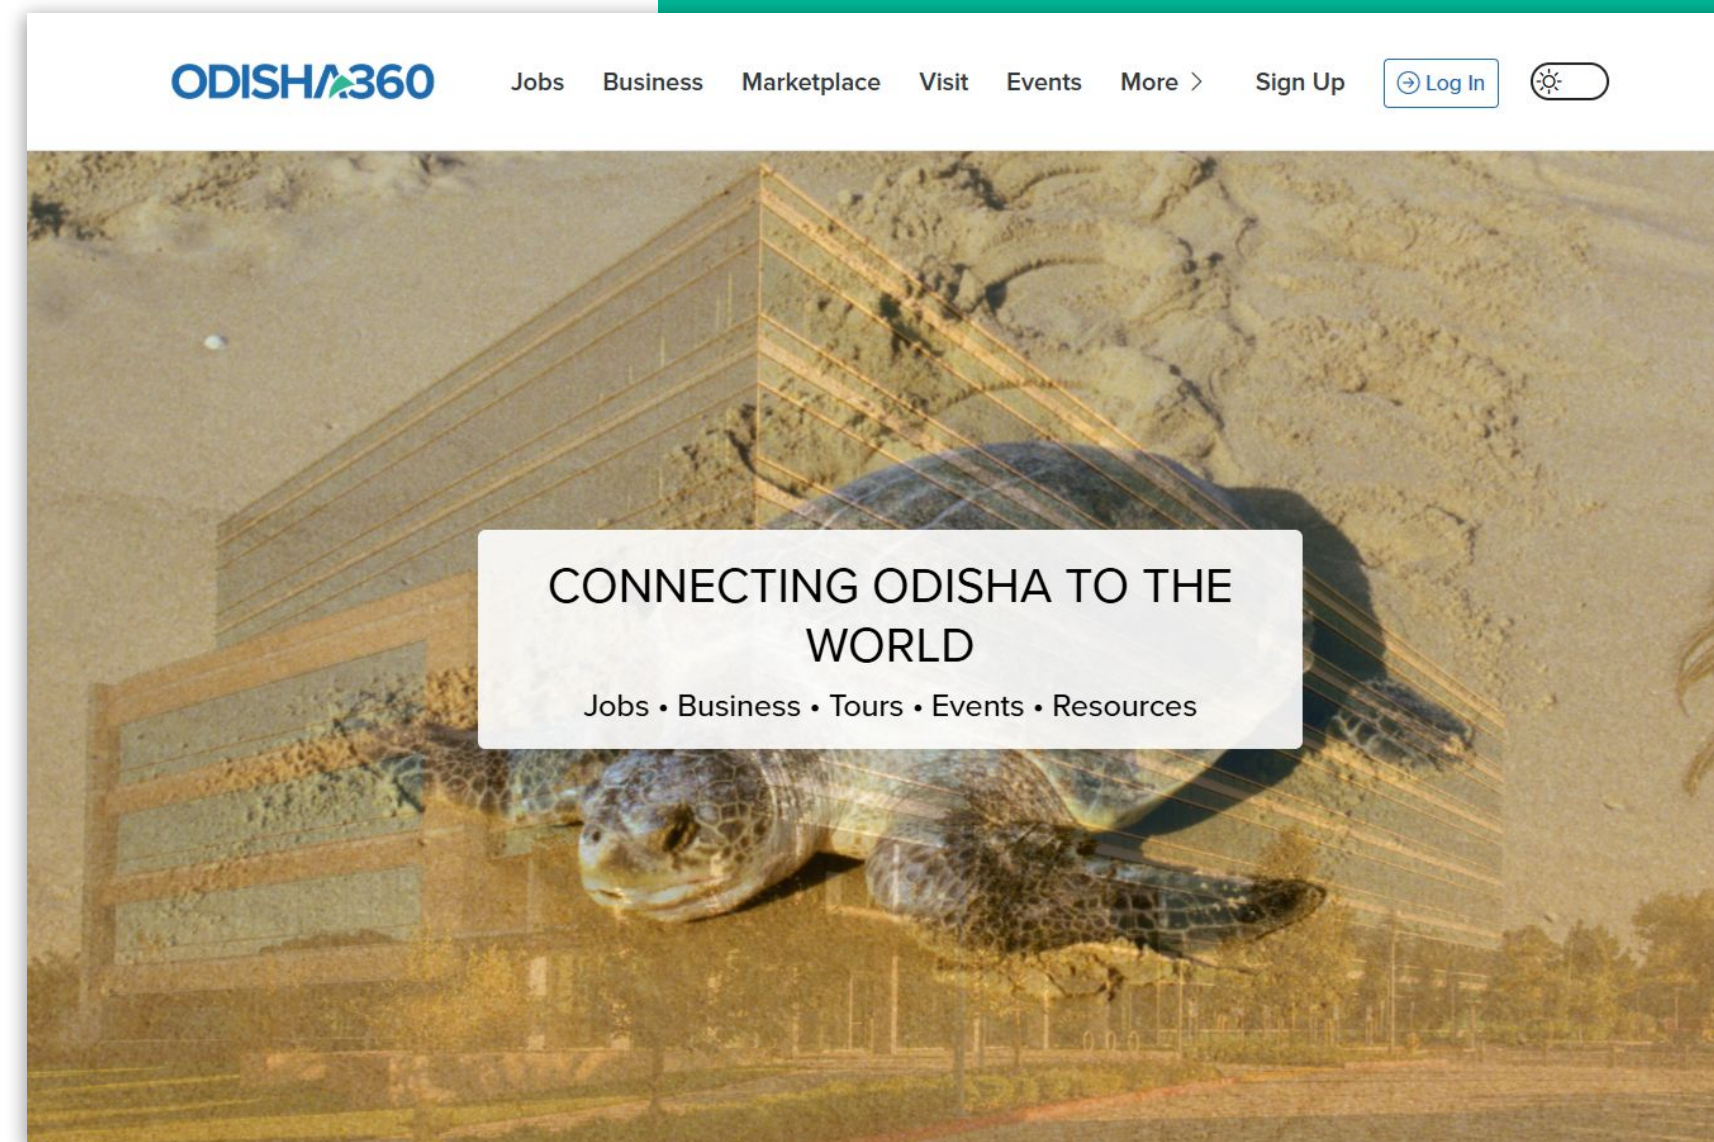 ODISHA360
Jobs Business Marketplace Visit Events More > Sign Up Log In
CONNECTING ODISHA TO THE
WORLD
Jobs • Business • Tours • Events • Resources